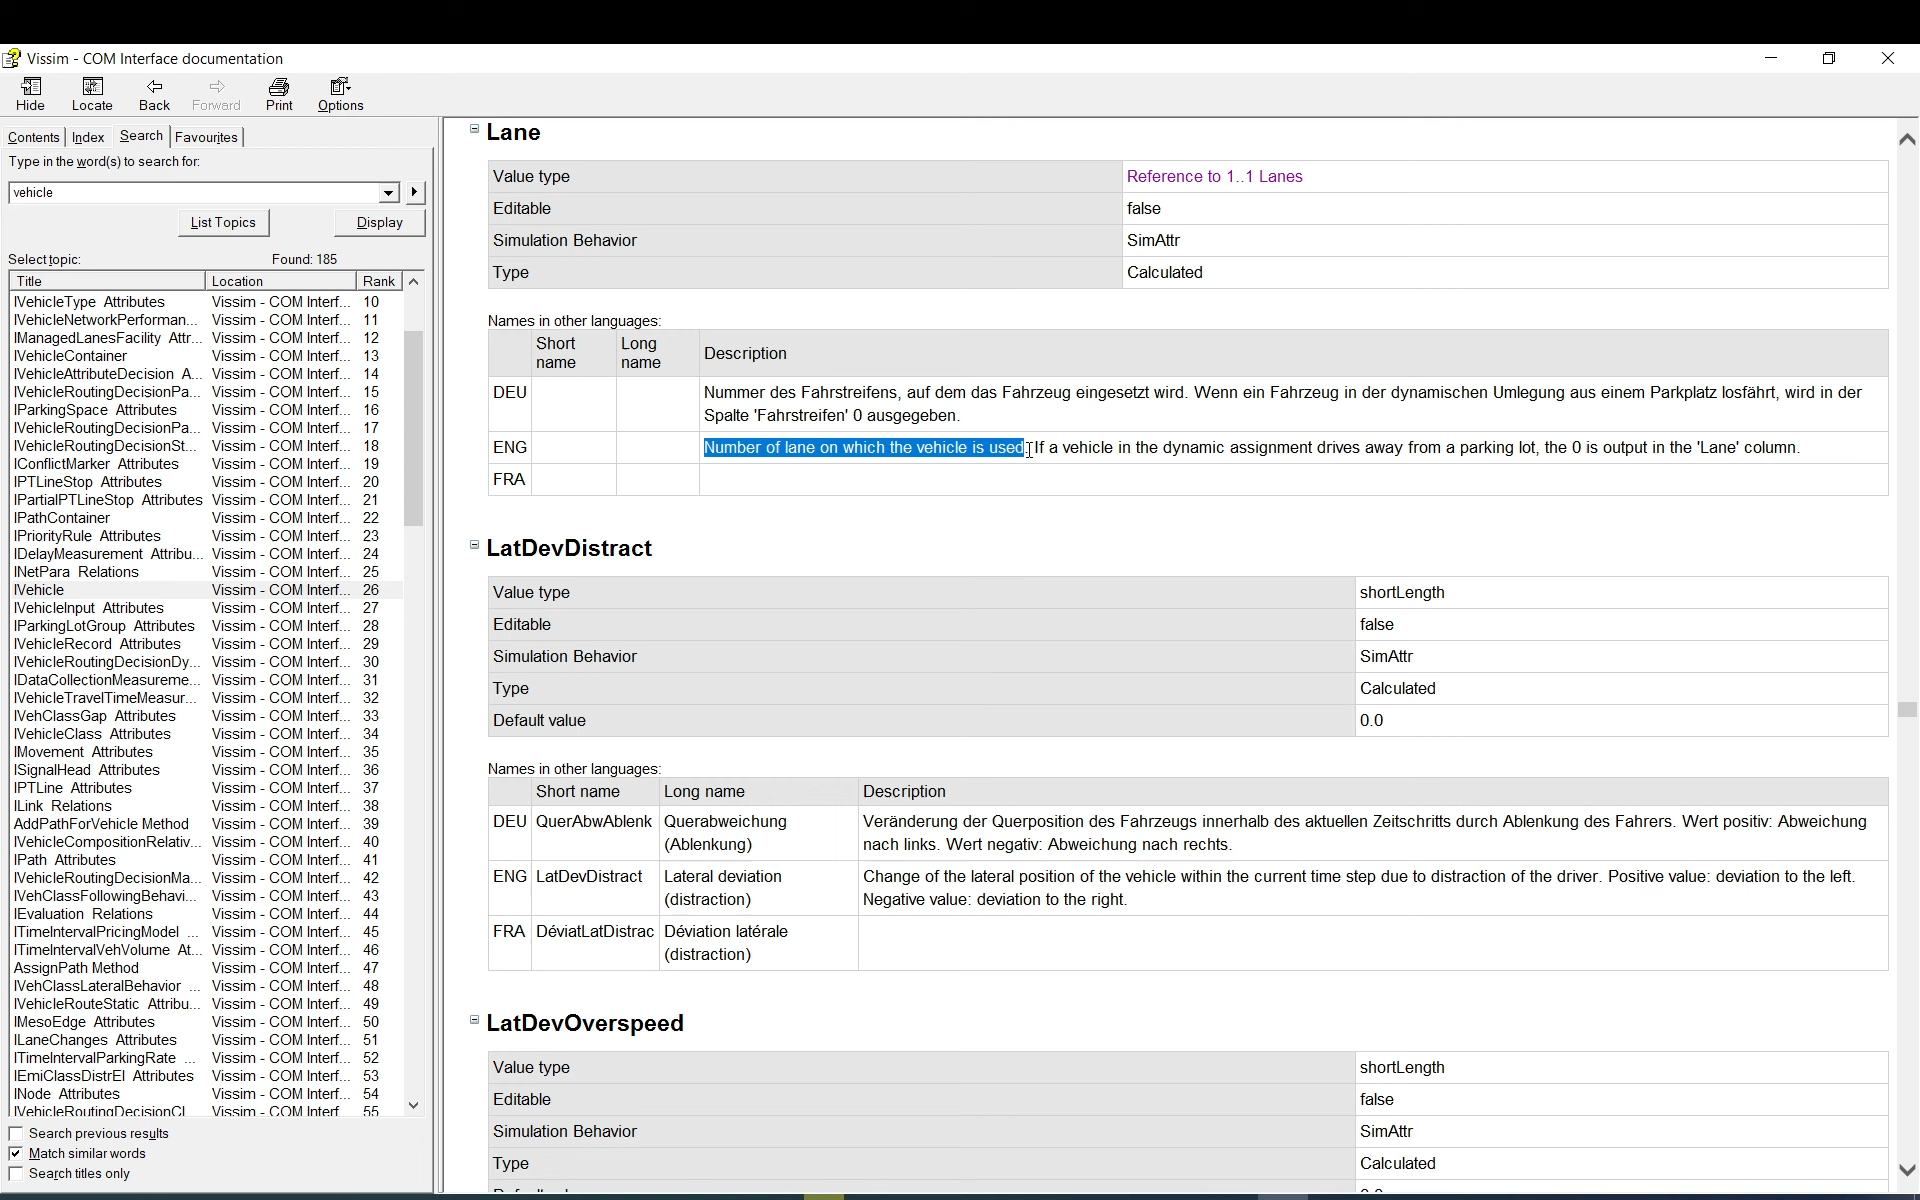 Vissim - COM Interface documentation
Hide Locate Back Forward Print Options
Contents Index Search Favourites
Type in the word(s) to search for:
vehicle
List Topics Display
Select topic: Found: 185
Title Location Rank
IVehicleType Attributes Vissim - COM Interf... 10
IVehicleNetworkPerforman... Vissim - COM Interf... 11
IManagedLanesFacility Attr... Vissim - COM Interf... 12
IVehicleContainer Vissim - COM Interf... 13
IVehicleAttributeDecision A... Vissim - COM Interf... 14
IVehicleRoutingDecisionPa... Vissim - COM Interf... 15
IParkingSpace Attributes Vissim - COM Interf... 16
IVehicleRoutingDecisionPa... Vissim - COM Interf... 17
IVehicleRoutingDecisionSt... Vissim - COM Interf... 18
IConflictMarker Attributes Vissim - COM Interf... 19
IPTLineStop Attributes Vissim - COM Interf... 20
IPartialPTLineStop Attributes Vissim - COM Interf... 21
IPathContainer Vissim - COM Interf... 22
IPriorityRule Attributes Vissim - COM Interf... 23
IDelayMeasurement Attribu... Vissim - COM Interf... 24
INetPara Relations Vissim - COM Interf... 25
IVehicle Vissim - COM Interf... 26
IVehicleInput Attributes Vissim - COM Interf... 27
IParkingLotGroup Attributes Vissim - COM Interf... 28
IVehicleRecord Attributes Vissim - COM Interf... 29
IVehicleRoutingDecisionDy... Vissim - COM Interf... 30
IDataCollectionMeasureme... Vissim - COM Interf... 31
IVehicleTravelTimeMeasur... Vissim - COM Interf... 32
IVehClassGap Attributes Vissim - COM Interf... 33
IVehicleClass Attributes Vissim - COM Interf... 34
IMovement Attributes Vissim - COM Interf... 35
ISignalHead Attributes Vissim - COM Interf... 36
IPTLine Attributes Vissim - COM Interf... 37
ILink Relations Vissim - COM Interf... 38
AddPathForVehicle Method Vissim - COM Interf... 39
IVehicleCompositionRelativ... Vissim - COM Interf... 40
IPath Attributes Vissim - COM Interf... 41
IVehicleRoutingDecisionMa... Vissim - COM Interf... 42
IVehClassFollowingBehavi... Vissim - COM Interf... 43
IEvaluation Relations Vissim - COM Interf... 44
ITimeIntervalPricingModel ... Vissim - COM Interf... 45
ITimeIntervalVehVolume At... Vissim - COM Interf... 46
AssignPath Method Vissim - COM Interf... 47
IVehClassLateralBehavior ... Vissim - COM Interf... 48
IVehicleRouteStatic Attribu... Vissim - COM Interf... 49
IMesoEdge Attributes Vissim - COM Interf... 50
ILaneChanges Attributes Vissim - COM Interf... 51
ITimeIntervalParkingRate ... Vissim - COM Interf... 52
IEmiClassDistrEl Attributes Vissim - COM Interf... 53
INode Attributes Vissim - COM Interf... 54
IVehicleRoutingDecisionCl Vissim - COM Interf 55
Search previous results
Match similar words
Search titles only
Lane
Value type Reference to 1..1 Lanes
Editable false
Simulation Behavior SimAttr
Type Calculated
Names in other languages:
Short name Long name Description
DEU Nummer des Fahrstreifens, auf dem das Fahrzeug eingesetzt wird. Wenn ein Fahrzeug in der dynamischen Umlegung aus einem Parkplatz losfährt, wird in der
Spalte 'Fahrstreifen' 0 ausgegeben.
ENG Number of lane on which the vehicle is used. If a vehicle in the dynamic assignment drives away from a parking lot, the 0 is output in the 'Lane' column.
FRA
LatDevDistract
Value type shortLength
Editable false
Simulation Behavior SimAttr
Type Calculated
Default value 0.0
Names in other languages:
Short name Long name Description
DEU QuerAbwAblenk Querabweichung (Ablenkung) Veränderung der Querposition des Fahrzeugs innerhalb des aktuellen Zeitschritts durch Ablenkung des Fahrers. Wert positiv: Abweichung
nach links. Wert negativ: Abweichung nach rechts.
ENG LatDevDistract Lateral deviation (distraction) Change of the lateral position of the vehicle within the current time step due to distraction of the driver. Positive value: deviation to the left.
Negative value: deviation to the right.
FRA DéviatLatDistrac Déviation latérale (distraction)
LatDevOverspeed
Value type shortLength
Editable false
Simulation Behavior SimAttr
Type Calculated